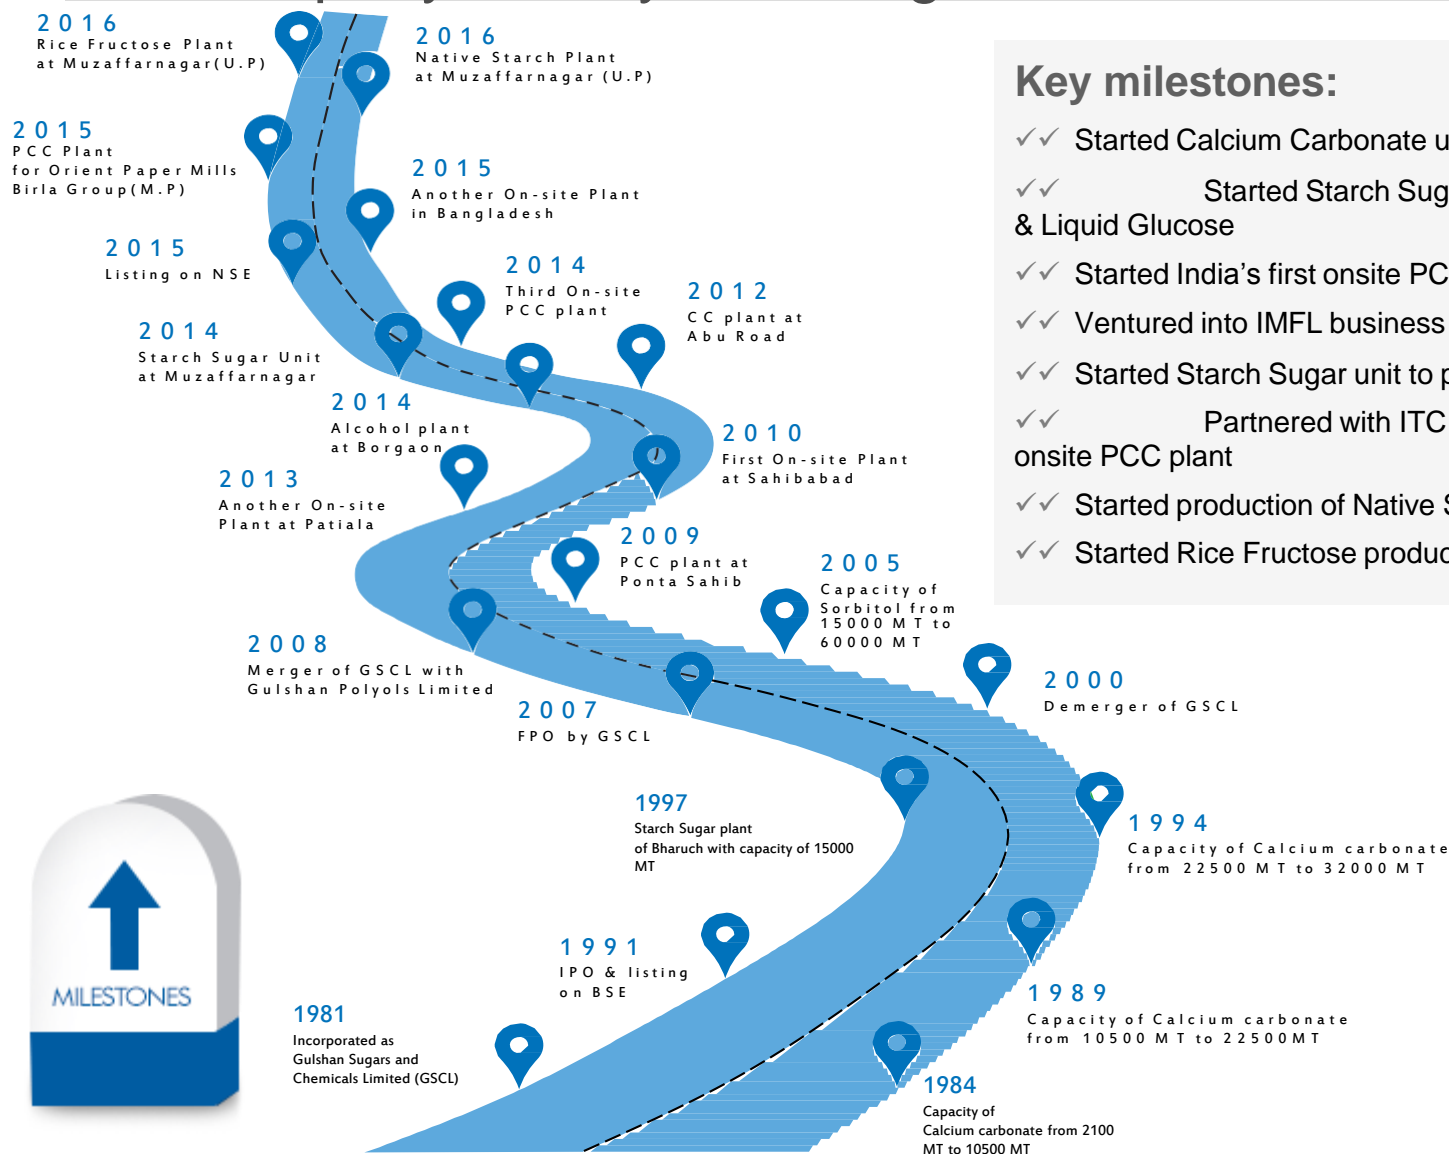 2016
Rice Fructose Plant
at Muzaffarnagar(U.P)
2016
Native Starch Plant
at Muzaffarnagar (U.P)
2015
PCC Plant
for Orient Paper Mills
Birla Group(M.P)
2015
Another On-site Plant
in Bangladesh
2015
Listing on NSE
2014
Third On-site
PCC plant
2012
CC plant at
Abu Road
2014
Starch Sugar Unit
at Muzaffarnagar
2014
Alcohol plant
at Borgaon
2010
First On-site Plant
at Sahibabad
2013
Another On-site
Plant at Patiala
2009
PCC plant at
Ponta Sahib
2005
Capacity of
Sorbitol from
15000 MT to
60000 MT
2008
Merger of GSCL with
Gulshan Polyols Limited
2000
Demerger of GSCL
2007
FPO by GSCL
1997
Starch Sugar plant
of Bharuch with capacity of 15000
MT
1994
Capacity of Calcium carbonate
from 22500 MT to 32000 MT
1991
IPO & listing
on BSE
1989
Capacity of Calcium carbonate
from 10500 MT to 22500MT
1981
Incorporated as
Gulshan Sugars and
Chemicals Limited (GSCL)
1984
Capacity of
Calcium carbonate from 2100
MT to 10500 MT
MILESTONES
Key milestones:
✓✓ Started Calcium Carbonate
✓✓ Started Starch
& Liquid Glucose
✓✓ Started India’s first onsite
✓✓ Ventured into IMFL business
✓✓ Started Starch Sugar unit to
✓✓ Partnered with ITC
onsite PCC plant
✓✓ Started production of Native
✓✓ Started Rice Fructose